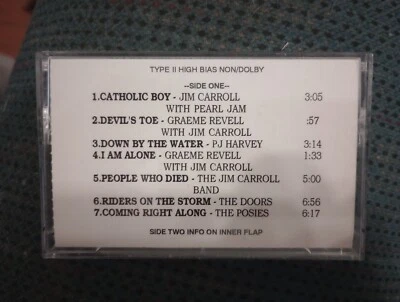 TYPE II HIGH BIAS NON/DOLBY
--SIDE ONE--
1.CATHOLIC BOY - JIM CARROLL 3:05
WITH PEARL JAM
2.DEVIL'S TOE - GRAEME REVELL :57
WITH JIM CARROLL
3.DOWN BY THE WATER - PJ HARVEY 3:14
4.I AM ALONE - GRAEME REVELL 1:33
WITH JIM CARROLL
5.PEOPLE WHO DIED - THE JIM CARROLL 5:00
BAND
6.RIDERS ON THE STORM - THE DOORS 6:56
7.COMING RIGHT ALONG - THE POSIES 6:17
SIDE TWO INFO ON INNER FLAP